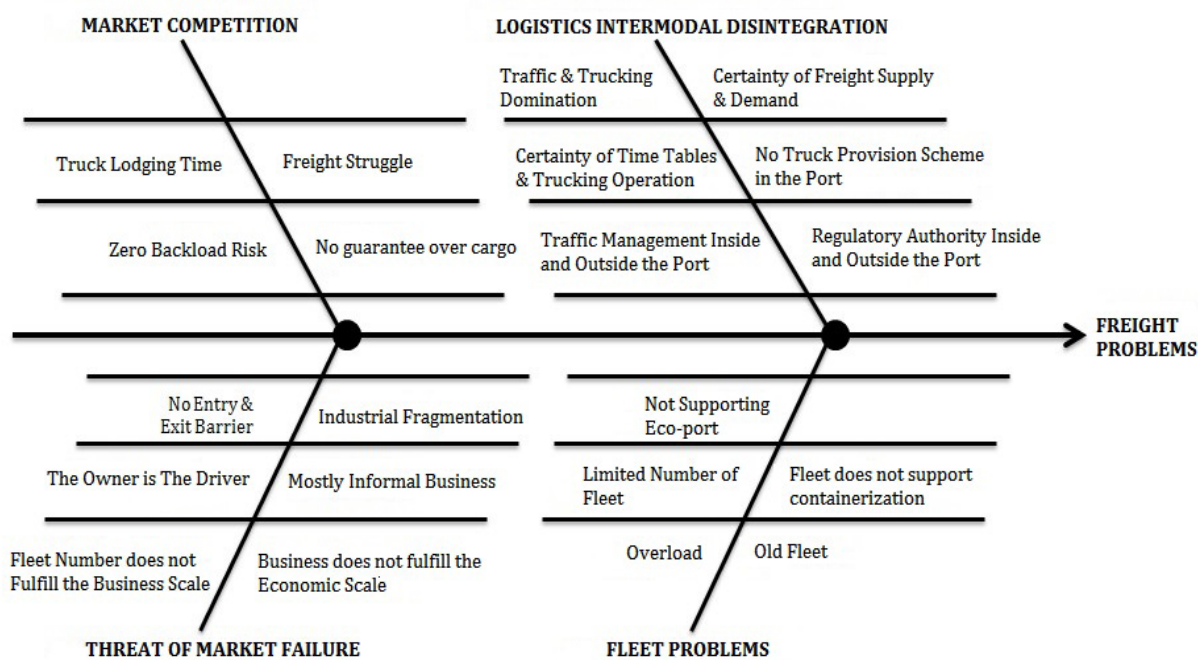 MARKET COMPETITION
LOGISTICS INTERMODAL DISINTEGRATION
Traffic & Trucking
Domination
Certainty of Freight Supply
& Demand
Truck Lodging Time
Freight Struggle
Certainty of Time Tables
& Trucking Operation
No Truck Provision Scheme
in the Port
Zero Backload Risk
No guarantee over cargo
Traffic Management Inside
and Outside the Port
Regulatory Authority Inside
and Outside the Port
FREIGHT
PROBLEMS
No Entry &
Exit Barrier
Industrial Fragmentation
Not Supporting
Eco-port
The Owner is The Driver
Mostly Informal Business
Limited Number of
Fleet
Fleet does not support
containerization
Fleet Number does not
Fulfill the Business Scale
Business does not fulfill the
Economic Scale
Overload
Old Fleet
THREAT OF MARKET FAILURE
FLEET PROBLEMS